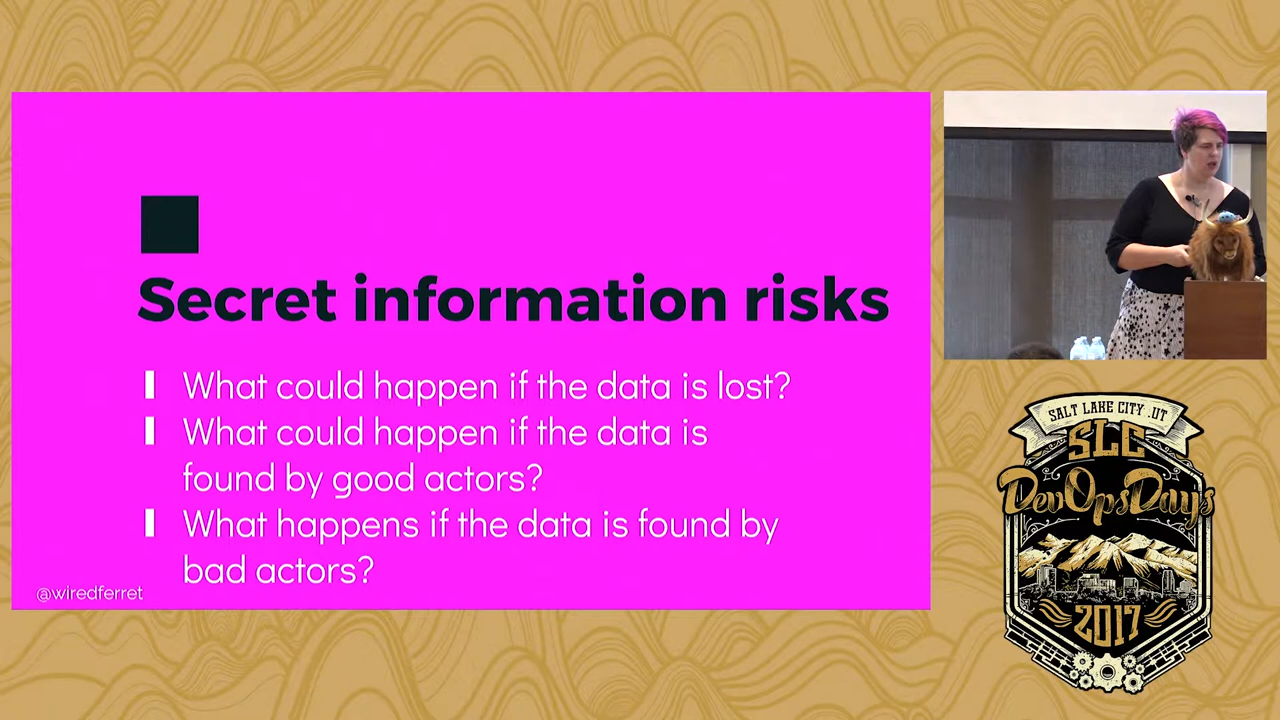 Secret information risks
What could happen if the data is lost?
What could happen if the data is
found by good actors?
What happens if the data is found by
bad actors?
@wiredferret
SALT LAKE CITY .UT
SLC
DevOpsDays
2017